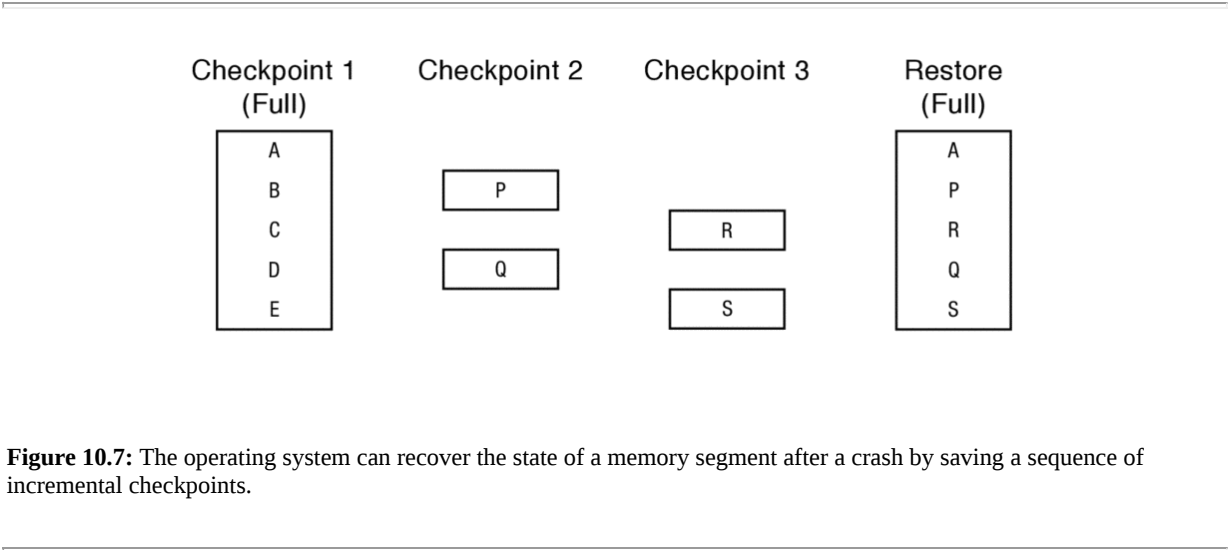 Checkpoint 1
(Full)
A
B
C
D
E
Checkpoint 2
P
Q
Checkpoint 3
R
S
Restore
(Full)
A
P
R
Q
S
Figure 10.7: The operating system can recover the state of a memory segment after a crash by saving a sequence of
incremental checkpoints.